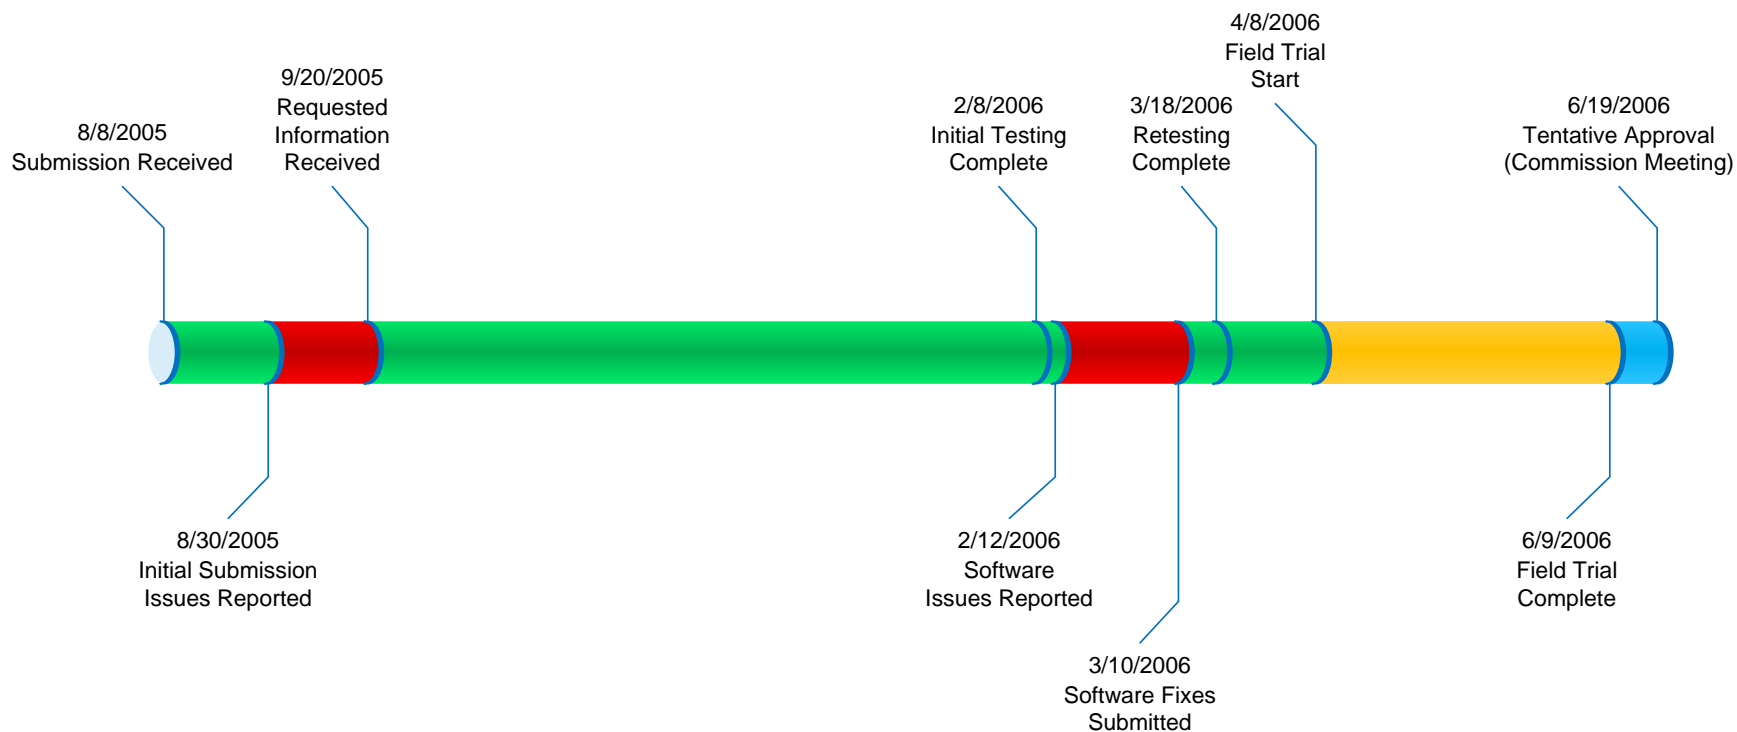 8/8/2005
Submission Received
9/20/2005
Requested
Information
Received
2/8/2006
Initial Testing
Complete
3/18/2006
Retesting
Complete
4/8/2006
Field Trial
Start
6/19/2006
Tentative Approval
(Commission Meeting)
8/30/2005
Initial Submission
Issues Reported
2/12/2006
Software
Issues Reported
3/10/2006
Software Fixes
Submitted
6/9/2006
Field Trial
Complete